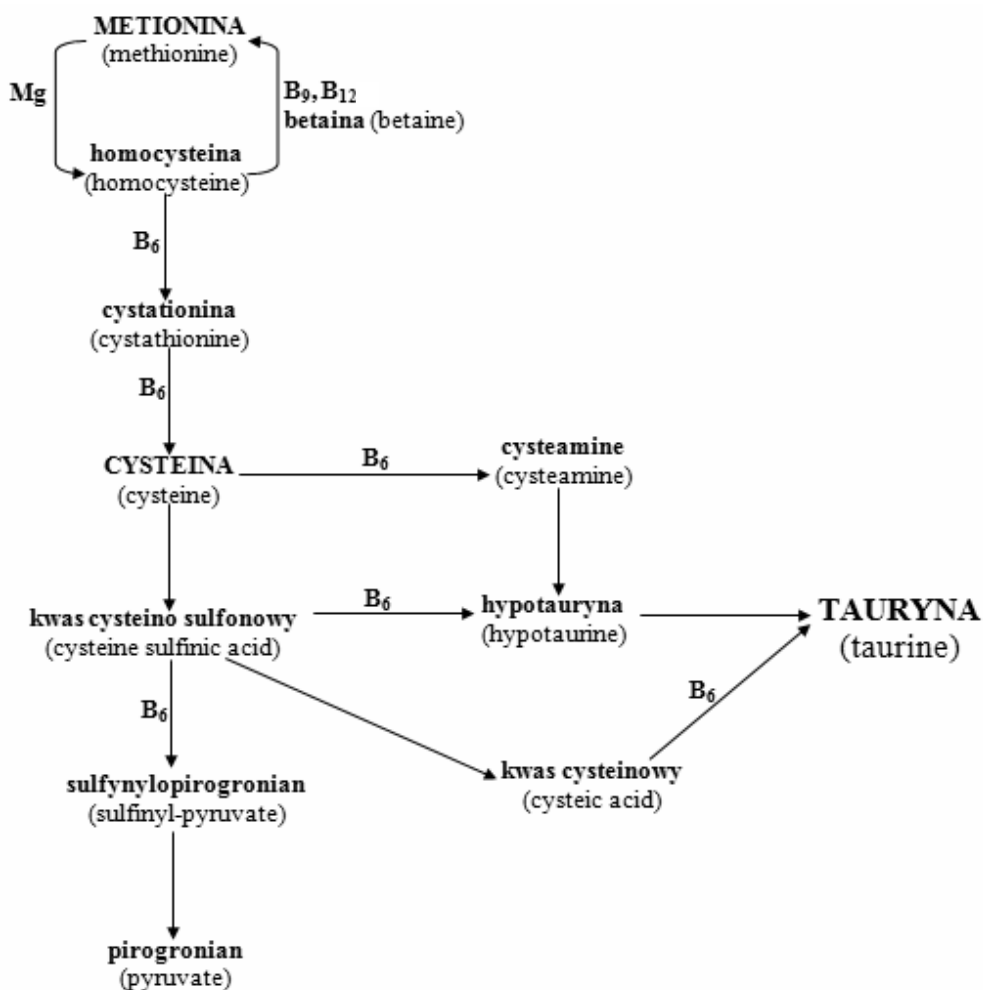 METIONINA
(methionine)
Mg
B₉, B₁₂
betaina (betaine)
homocysteina
(homocysteine)
B₆
cystationina
(cystathionine)
B₆
CYSTEINA
(cysteine)
B₆
cysteamine
(cysteamine)
kwas cysteino sulfonowy
(cysteine sulfinic acid)
B₆
hypotauryna
(hypotaurine)
TAURYNA
(taurine)
B₆
B₆
sulfynylopirogronian
(sulfinyl-pyruvate)
kwas cysteinowy
(cysteic acid)
pirogronian
(pyruvate)